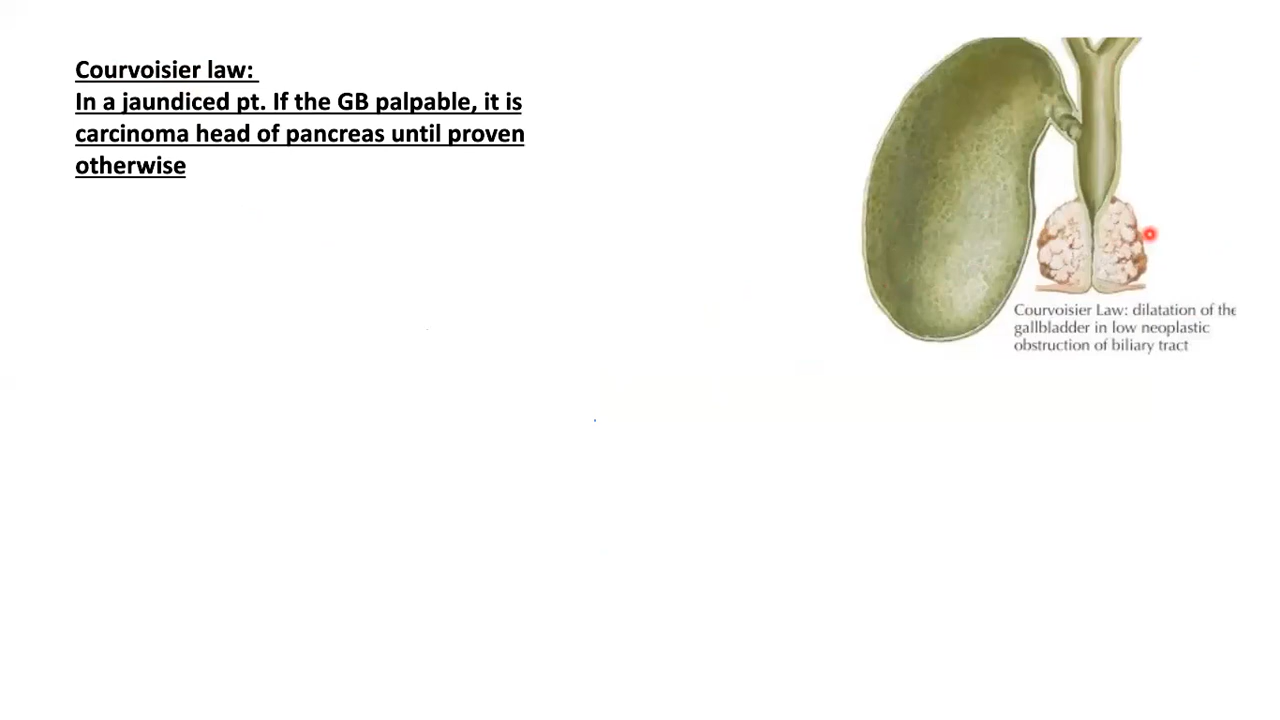 Courvoisier law:
In a jaundiced pt. If the GB palpable, it is
carcinoma head of pancreas until proven
otherwise
Courvoisier Law: dilatation of the
gallbladder in low neoplastic
obstruction of biliary tract